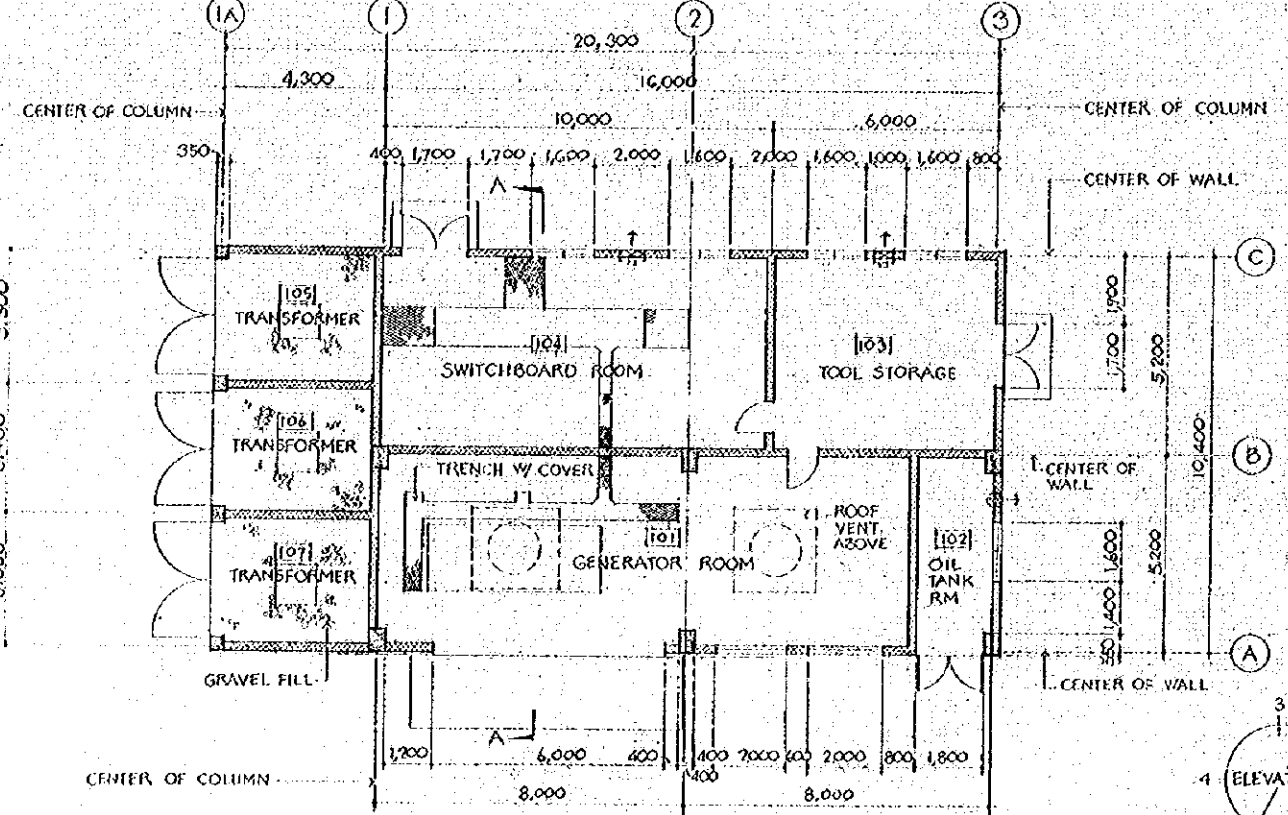 1A 1 2 3
20,300
4,300 16,000
CENTER OF COLUMN CENTER OF COLUMN
10,000 6,000
350 400 1,700 1,700 1,600 2,000 1,600 2,000 1,600 1,000 1,600 800
A CENTER OF WALL
C
105
TRANSFORMER
104
SWITCHBOARD ROOM
103
TOOL STORAGE
1,900
1,700
5,200
10,400
106
TRANSFORMER
B
TRENCH W/ COVER
CENTER OF
WALL
107
TRANSFORMER
101
GENERATOR ROOM
ROOF
VENT
ABOVE
102
OIL
TANK
RM
1,600
1,400
5,200
A
GRAVEL FILL
CENTER OF WALL
A
1,200 6,000 400 400 2,000 2,000 800 1,800
400
CENTER OF COLUMN
8,000 8,000
3
4 ELEVA